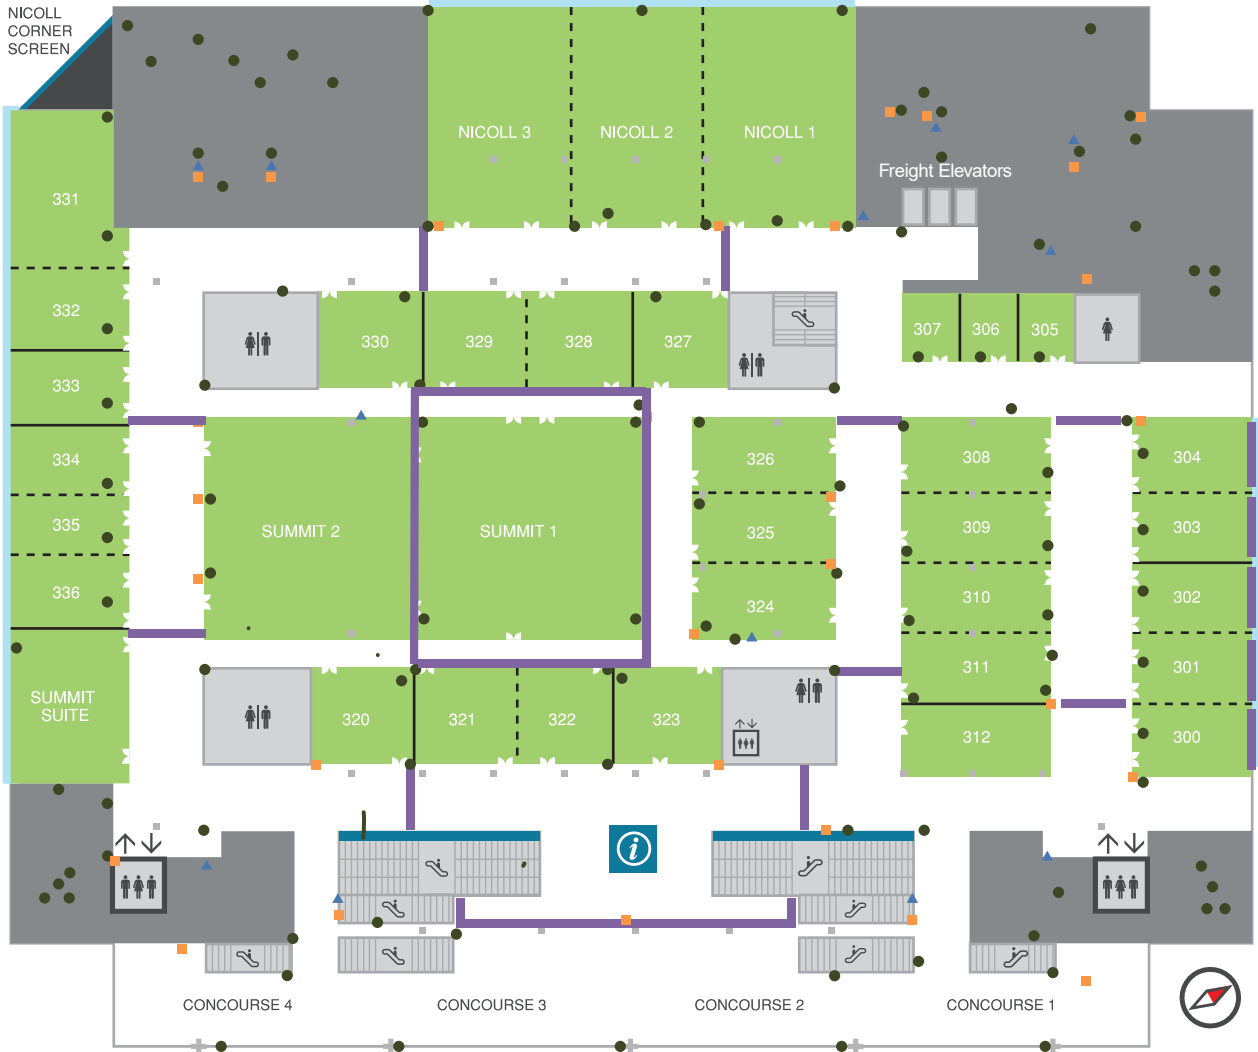 NICOLL
CORNER
SCREEN
NICOLL 3
NICOLL 2
NICOLL 1
Freight Elevators
331
332
333
334
335
336
SUMMIT
SUITE
330
329
328
327
307
306
305
SUMMIT 2
SUMMIT 1
326
325
324
308
309
310
311
312
304
303
302
301
300
320
321
322
323
i
CONCOURSE 4
CONCOURSE 3
CONCOURSE 2
CONCOURSE 1